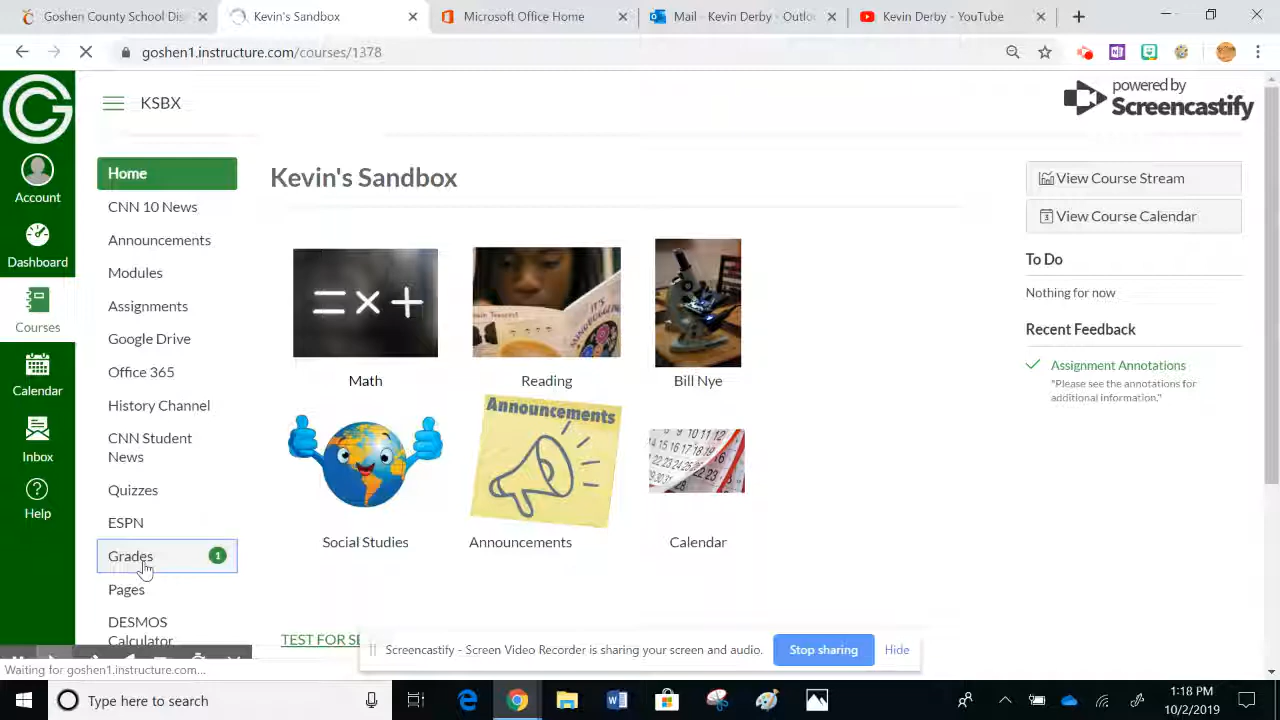 Goshen County School Dis
Kevin's Sandbox
Microsoft Office Home
Mail - Kevin Derby - Outlo
Kevin Derby - YouTube
goshen1.instructure.com/courses/1378
KSBX
powered by
Screencastify
Account
Dashboard
Courses
Calendar
Inbox
Help
Home
CNN 10 News
Announcements
Modules
Assignments
Google Drive
Office 365
History Channel
CNN Student
News
Quizzes
ESPN
Grades 1
Pages
DESMOS
Calculator
Kevin's Sandbox
Math
Reading
Bill Nye
Announcements
Social Studies
Announcements
Calendar
TEST FOR SE
View Course Stream
View Course Calendar
To Do
Nothing for now
Recent Feedback
Assignment Annotations
"Please see the annotations for
additional information."
Screencastify - Screen Video Recorder is sharing your screen and audio.
Stop sharing
Hide
Waiting for goshen1.instructure.com...
Type here to search
1:18 PM
10/2/2019